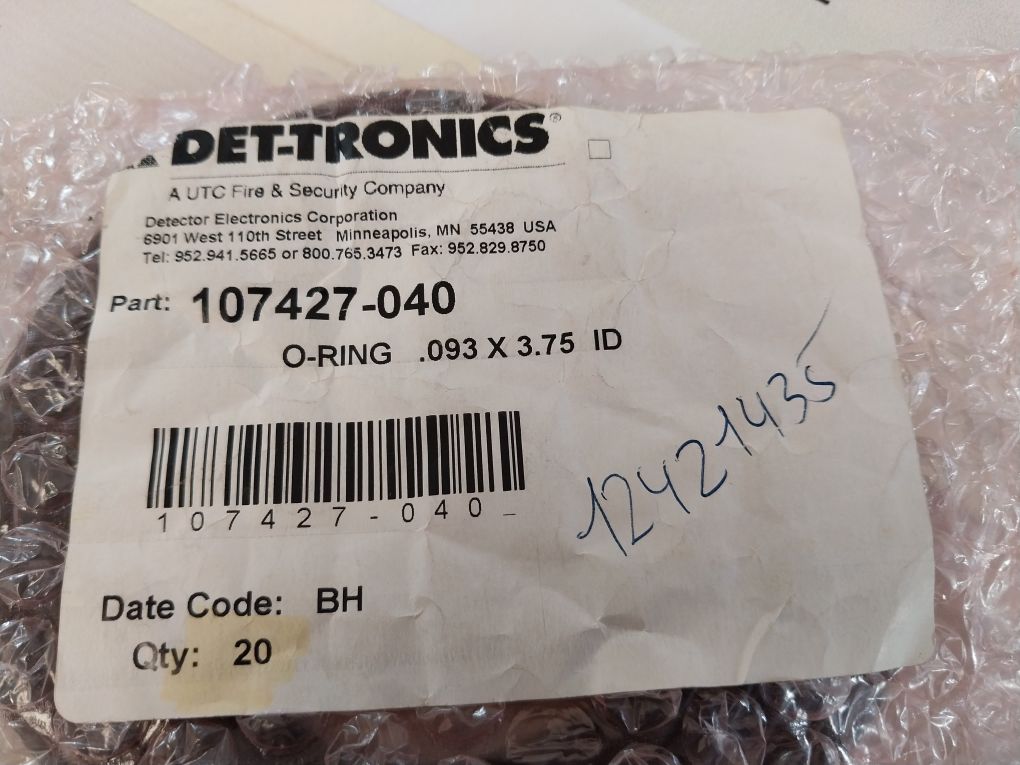 DET-TRONICS®
A UTC Fire & Security Company
Detector Electronics Corporation
6901 West 110th Street Minneapolis, MN 55438 USA
Tel: 952.941.5665 or 800.765.3473 Fax: 952.829.8750
Part: 107427-040
O-RING .093 X 3.75 ID
107427-040_
12421435
Date Code: BH
Qty: 20